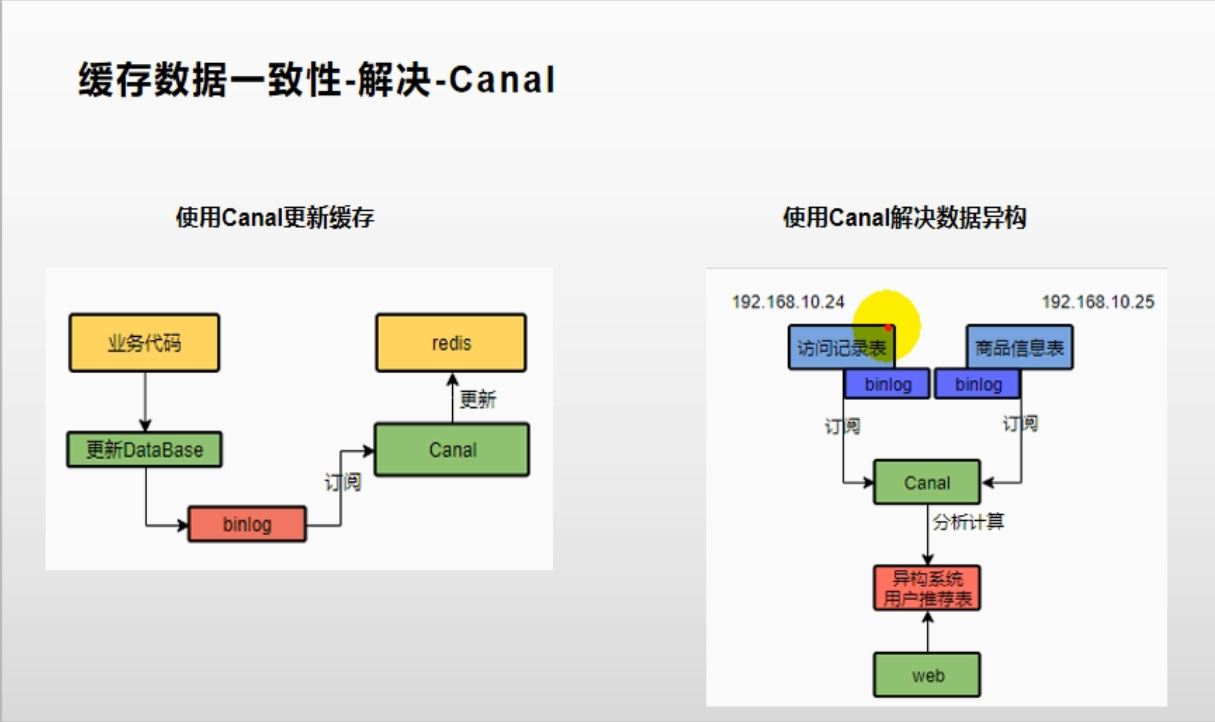 缓存数据一致性-解决-Canal
使用Canal更新缓存
业务代码
redis
更新
更新DataBase
Canal
订阅
binlog
使用Canal解决数据异构
192.168.10.24
192.168.10.25
访问记录表
商品信息表
binlog
binlog
订阅
订阅
Canal
分析计算
异构系统
用户推荐表
web